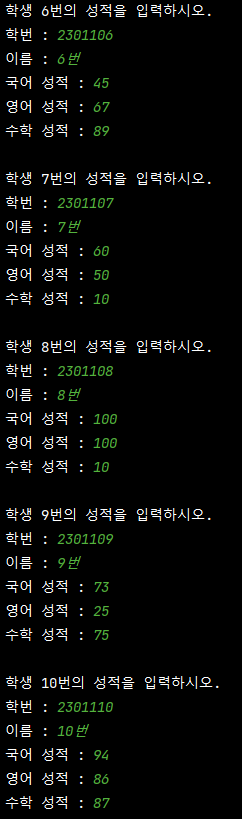 학생 6번의 성적을 입력하시오.
학번 : 2301106
이름 : 6번
국어 성적 : 45
영어 성적 : 67
수학 성적 : 89
학생 7번의 성적을 입력하시오.
학번 : 2301107
이름 : 7번
국어 성적 : 60
영어 성적 : 50
수학 성적 : 10
학생 8번의 성적을 입력하시오.
학번 : 2301108
이름 : 8번
국어 성적 : 100
영어 성적 : 100
수학 성적 : 10
학생 9번의 성적을 입력하시오.
학번 : 2301109
이름 : 9번
국어 성적 : 73
영어 성적 : 25
수학 성적 : 75
학생 10번의 성적을 입력하시오.
학번 : 2301110
이름 : 10번
국어 성적 : 94
영어 성적 : 86
수학 성적 : 87